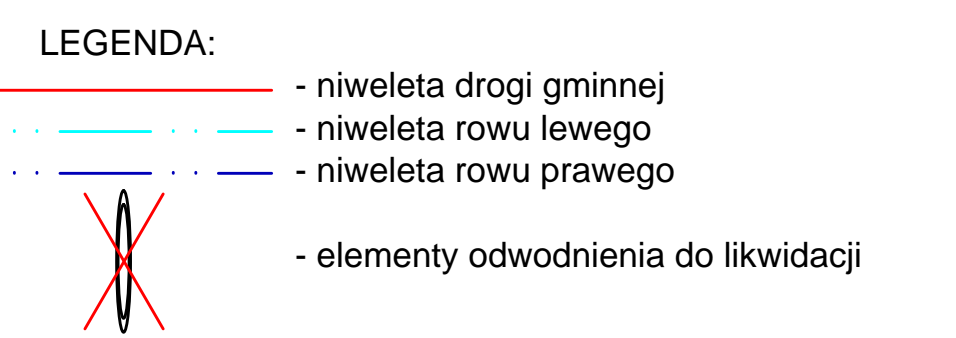 LEGENDA:
- niweleta drogi gminnej
- niweleta rowu lewego
- niweleta rowu prawego
- elementy odwodnienia do likwidacji